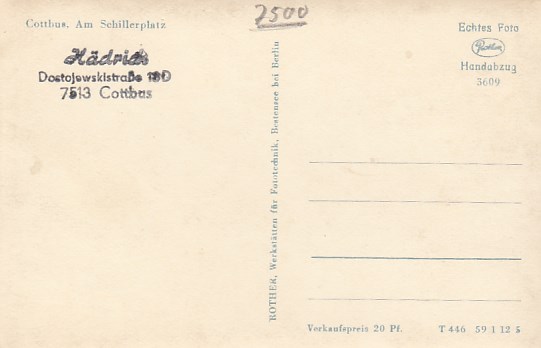 Cottbus. Am Schillerplatz
7500
Hädrich
Dostojewskistraße
7513 Cottbus
ROTHER, Werkstätten für Fototechnik, Bestensee bei Berlin
Echtes Foto
Handabzug
3609
Verkaufspreis 20 Pf.
T 446 59 1 12 5